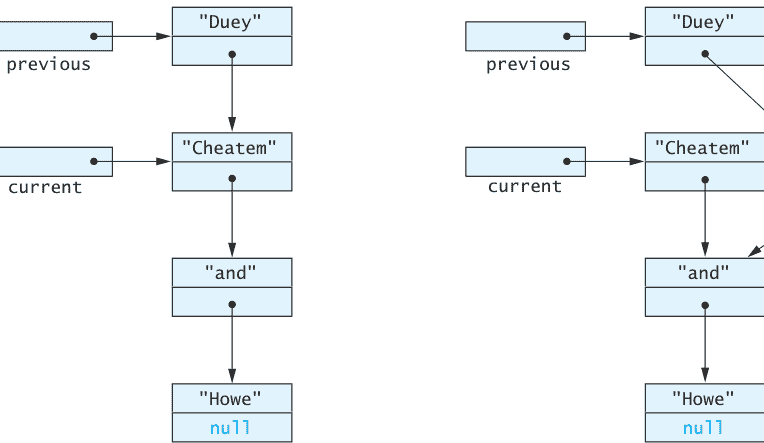 "Duey"
previous
"Cheatem"
current
"and"
"Howe"
null
"Duey"
previous
"Cheatem"
current
"and"
"Howe"
null